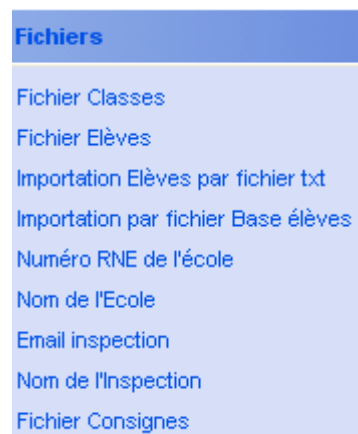 Fichiers
Fichier Classes
Fichier Elèves
Importation Elèves par fichier txt
Importation par fichier Base élèves
Numéro RNE de l'école
Nom de l'Ecole
Email inspection
Nom de l'Inspection
Fichier Consignes